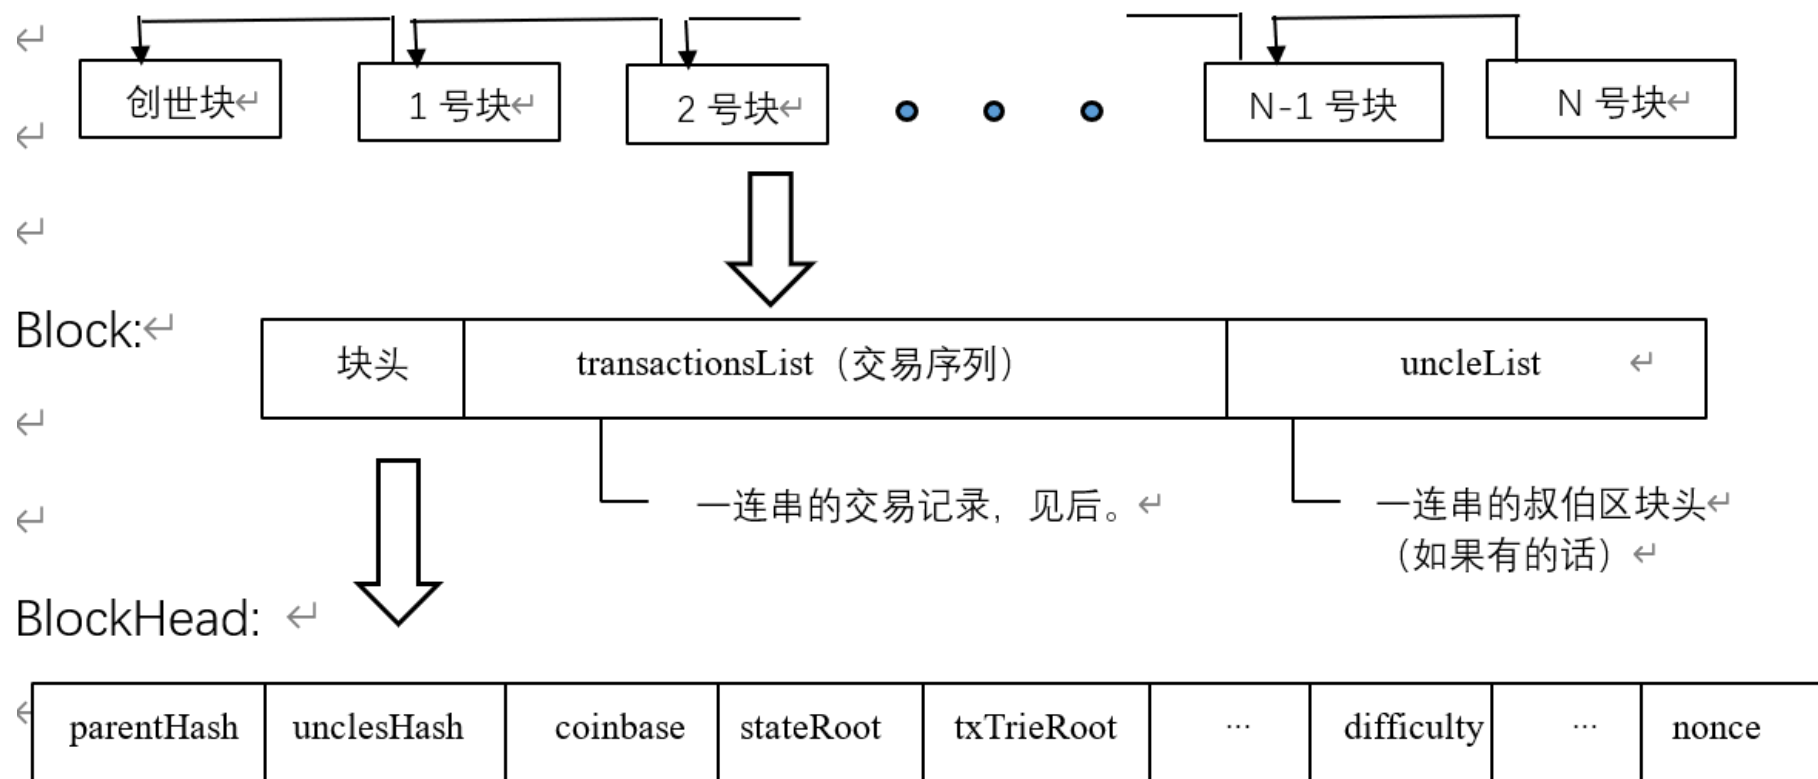 创世块 1 号块 2 号块 N-1 号块 N 号块
Block:
块头 transactionsList（交易序列） uncleList
一连串的交易记录，见后。 一连串的叔伯区块头
（如果有的话）
BlockHead:
parentHash unclesHash coinbase stateRoot txTrieRoot ... difficulty ... nonce